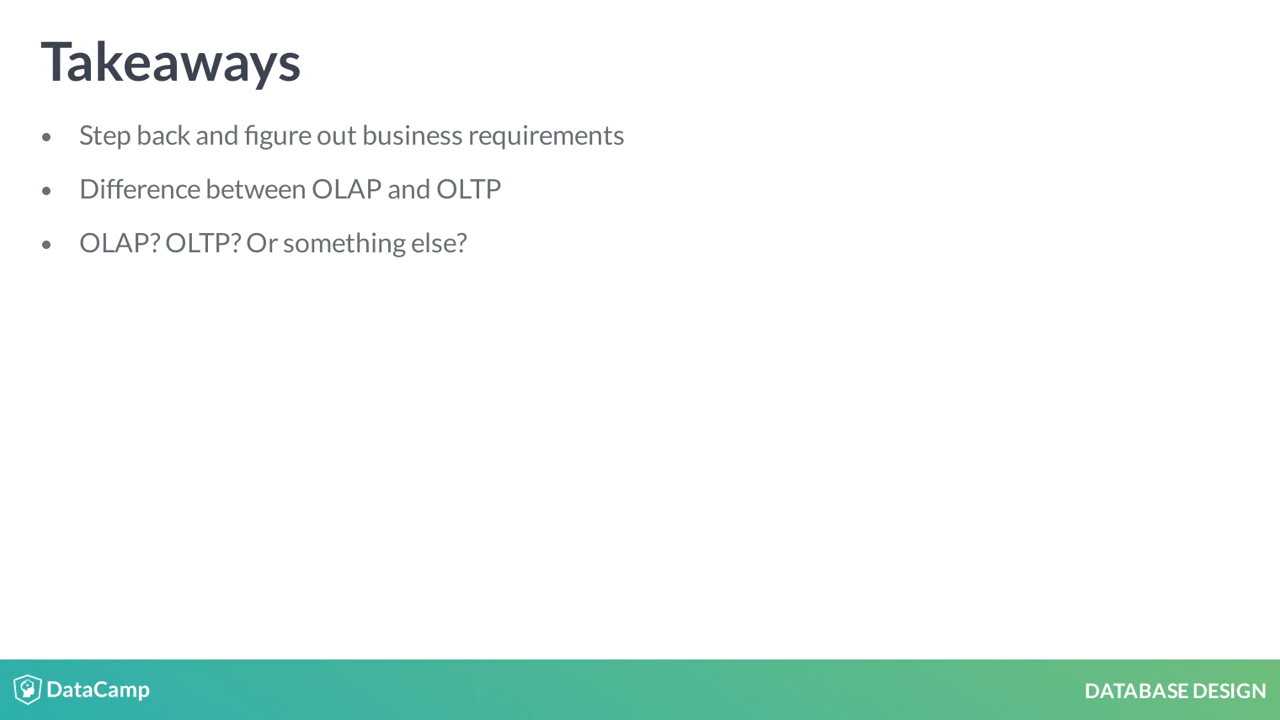 Takeaways
• Step back and figure out business requirements
• Difference between OLAP and OLTP
• OLAP? OLTP? Or something else?
DataCamp
DATABASE DESIGN